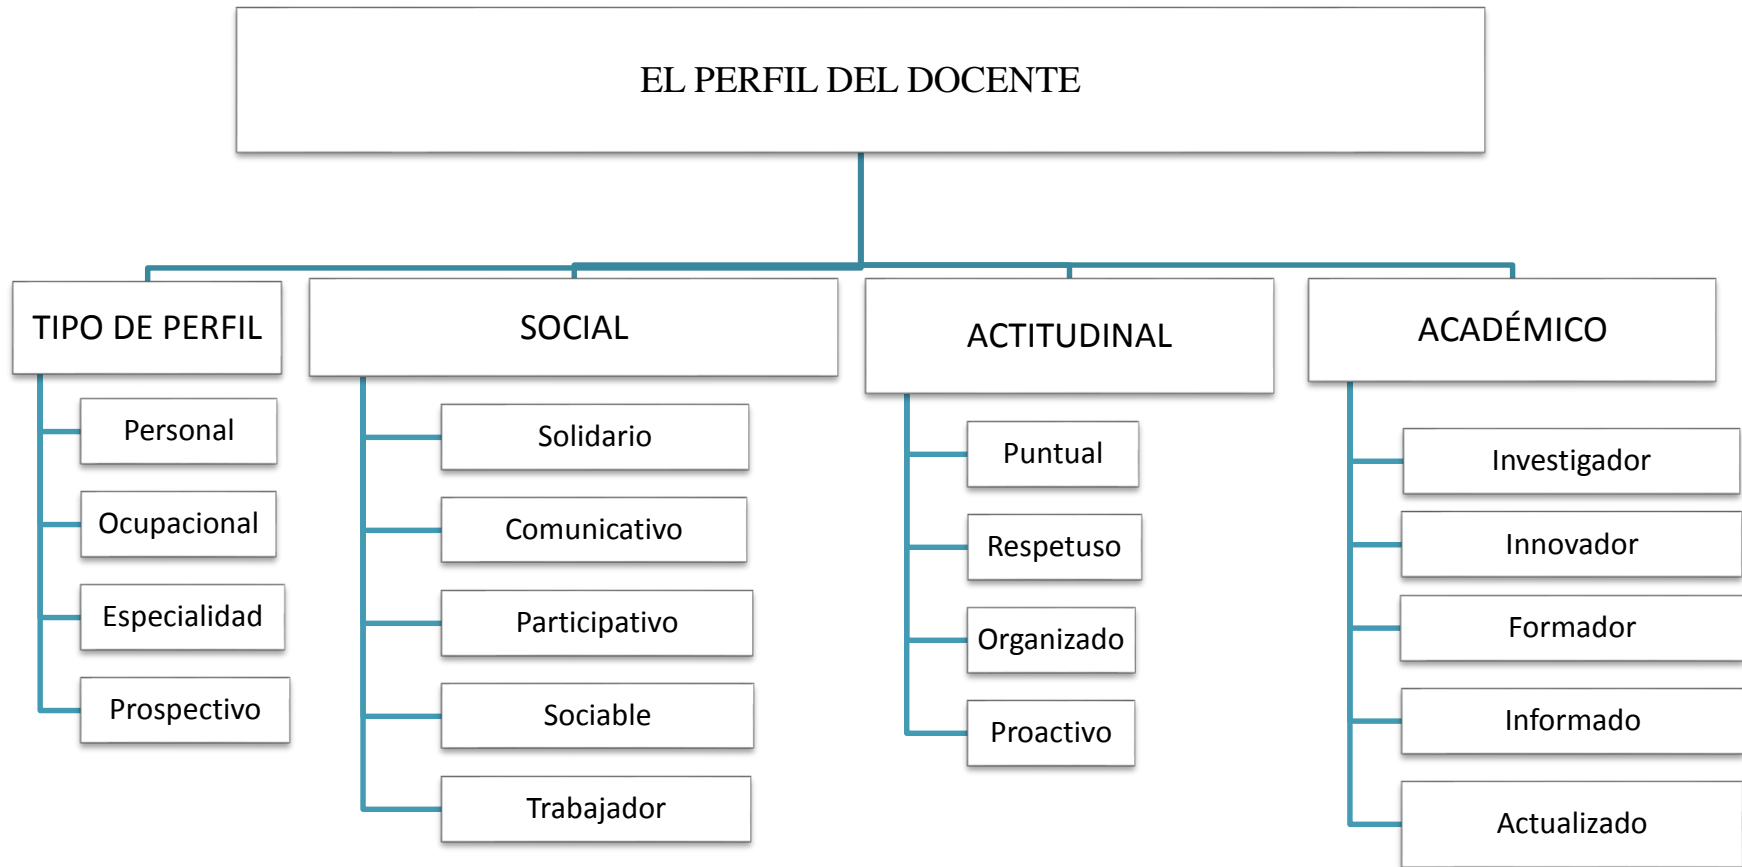 EL PERFIL DEL DOCENTE
TIPO DE PERFIL
Personal
Ocupacional
Especialidad
Prospectivo
SOCIAL
Solidario
Comunicativo
Participativo
Sociable
Trabajador
ACTITUDINAL
Puntual
Respetuso
Organizado
Proactivo
ACADÉMICO
Investigador
Innovador
Formador
Informado
Actualizado